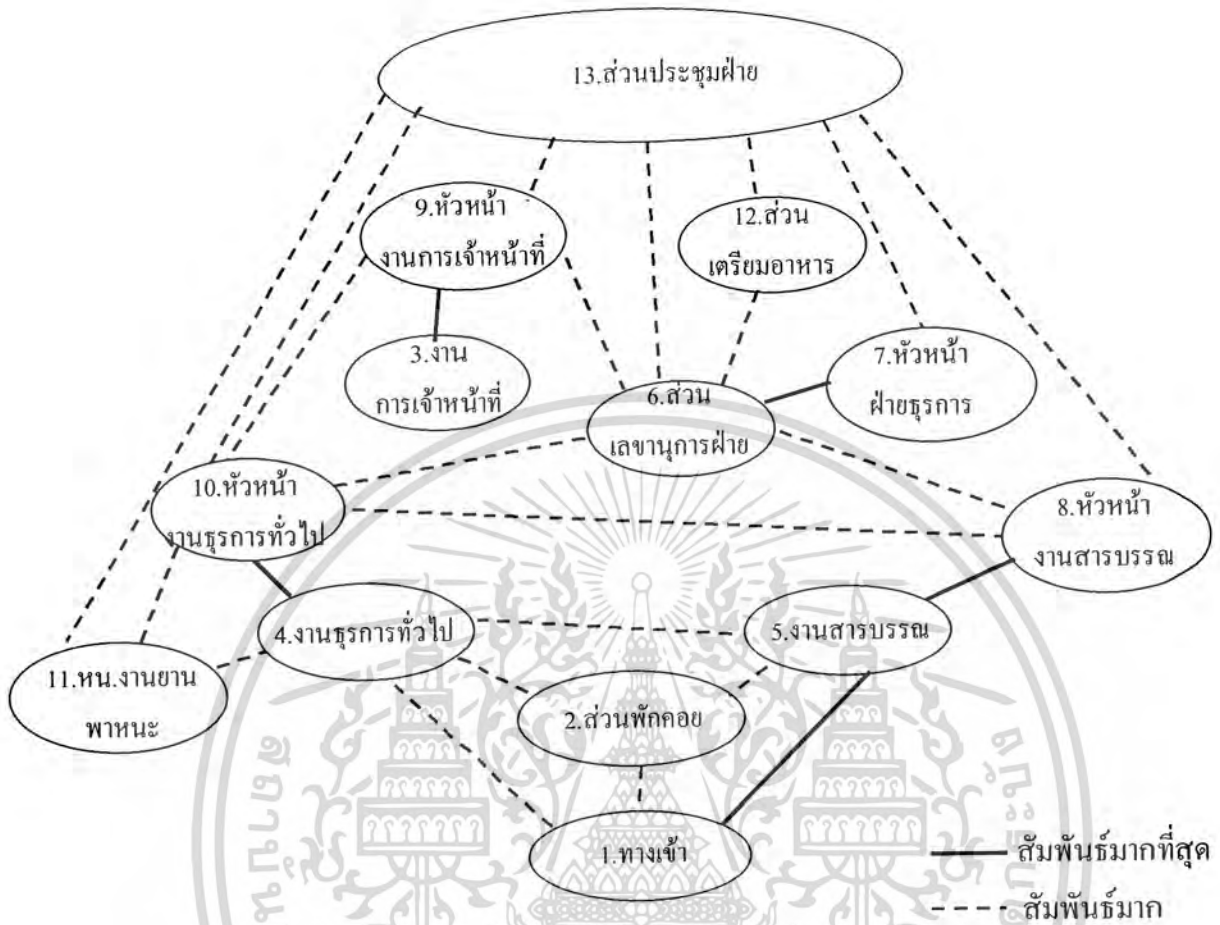 13.ส่วนประชุมฝ่าย
9.หัวหน้า
งานการเจ้าหน้าที่
12.ส่วน
เตรียมอาหาร
3.งาน
การเจ้าหน้าที่
7.หัวหน้า
ฝ่ายธุรการ
6.ส่วน
เลขานุการฝ่าย
10.หัวหน้า
งานธุรการทั่วไป
8.หัวหน้า
งานสารบรรณ
4.งานธุรการทั่วไป
5.งานสารบรรณ
11.หน.งานยาน
พาหนะ
2.ส่วนพักคอย
1.ทางเข้า
สัมพันธ์มากที่สุด
สัมพันธ์มาก